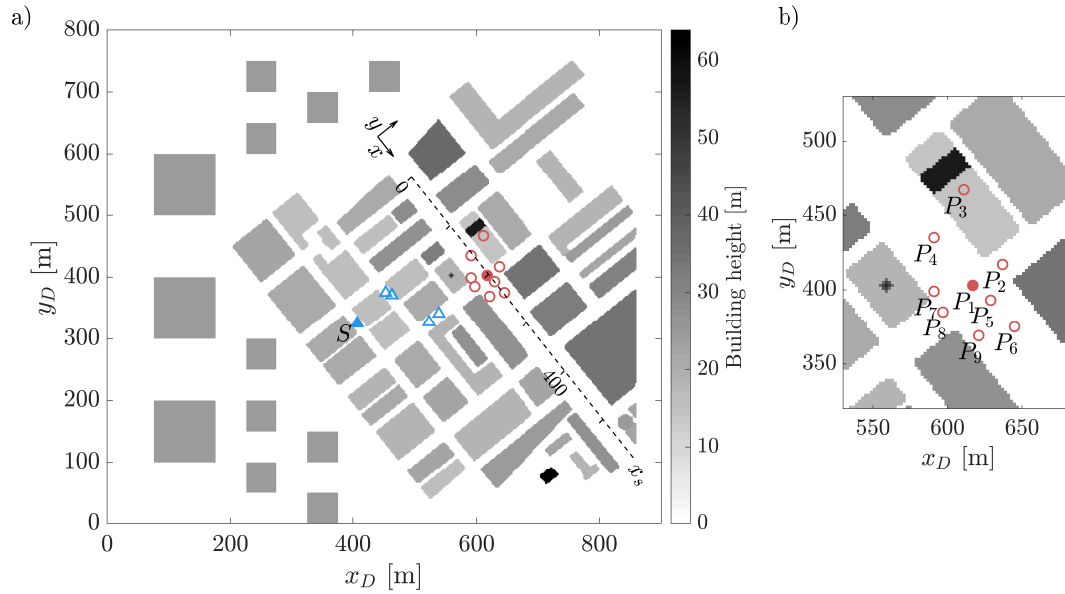 a)
800
700
600
500
400
300
200
100
0
y_D [m]
0
200
400
600
800
x_D [m]
y
x
0
400
x_s
S
60
50
40
30
20
10
0
Building height [m]
b)
500
450
400
350
y_D [m]
550
600
650
x_D [m]
P_3
P_4
P_2
P_1
P_7
P_5
P_8
P_6
P_9